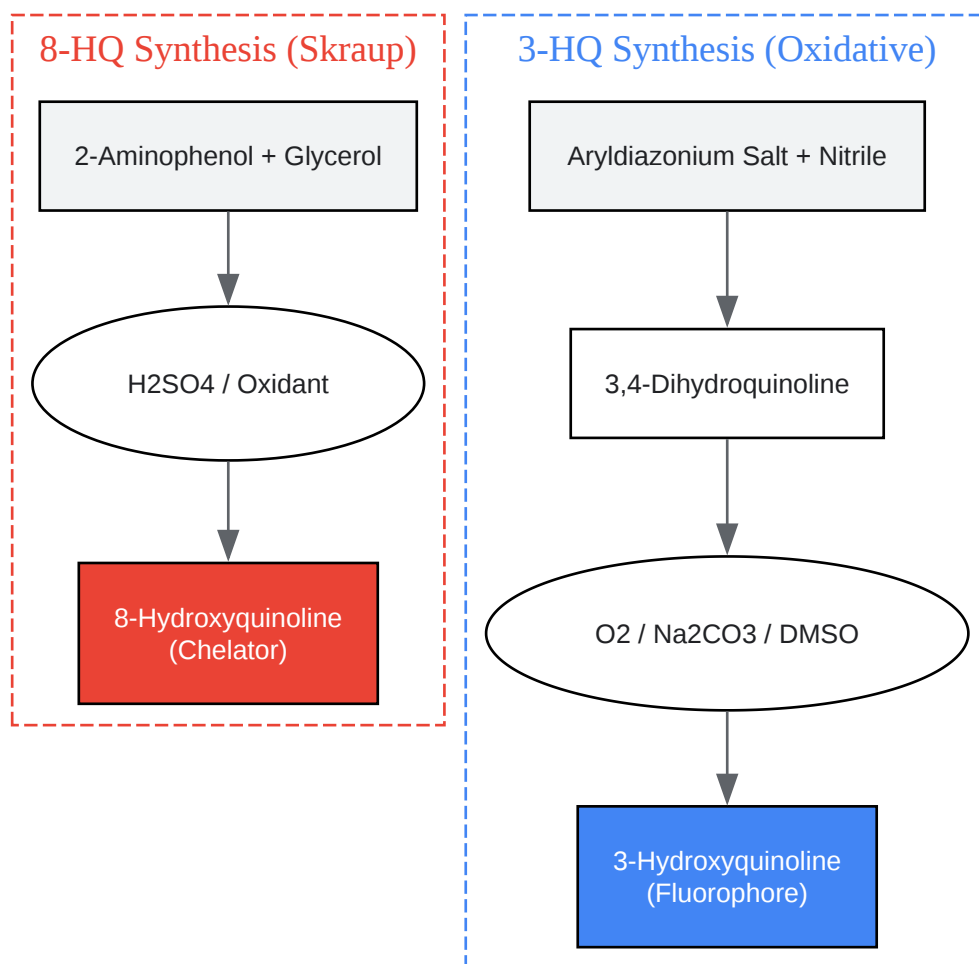 8-HQ Synthesis (Skraup)
2-Aminophenol + Glycerol
H2SO4 / Oxidant
8-Hydroxyquinoline
(Chelator)
3-HQ Synthesis (Oxidative)
Aryldiazonium Salt + Nitrile
3,4-Dihydroquinoline
O2 / Na2CO3 / DMSO
3-Hydroxyquinoline
(Fluorophore)